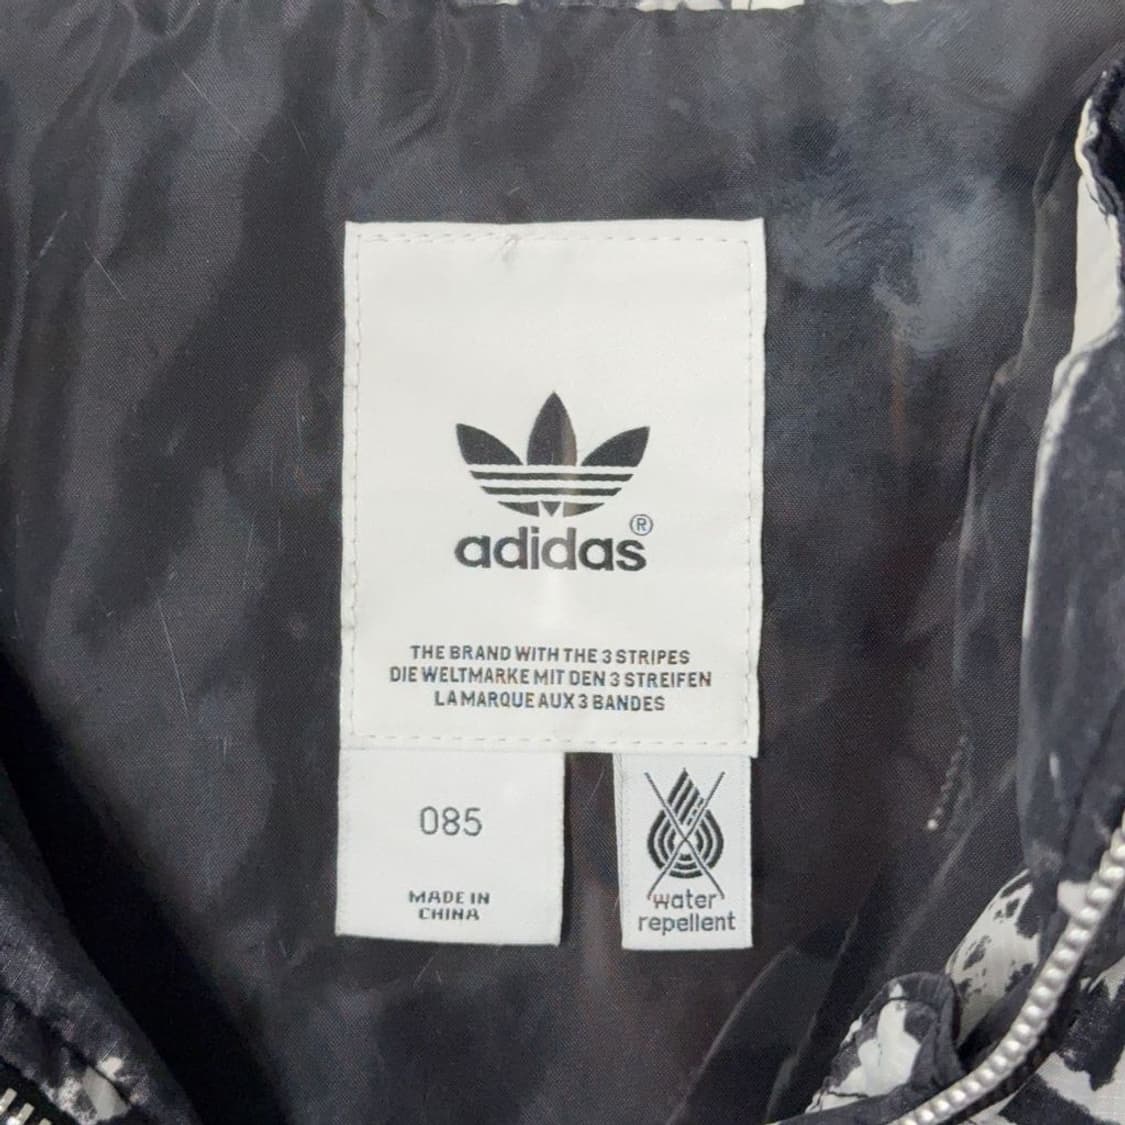 adidas®
THE BRAND WITH THE 3 STRIPES
DIE WELTMARKE MIT DEN 3 STREIFEN
LA MARQUE AUX 3 BANDES
085
MADE IN
CHINA
water
repellent